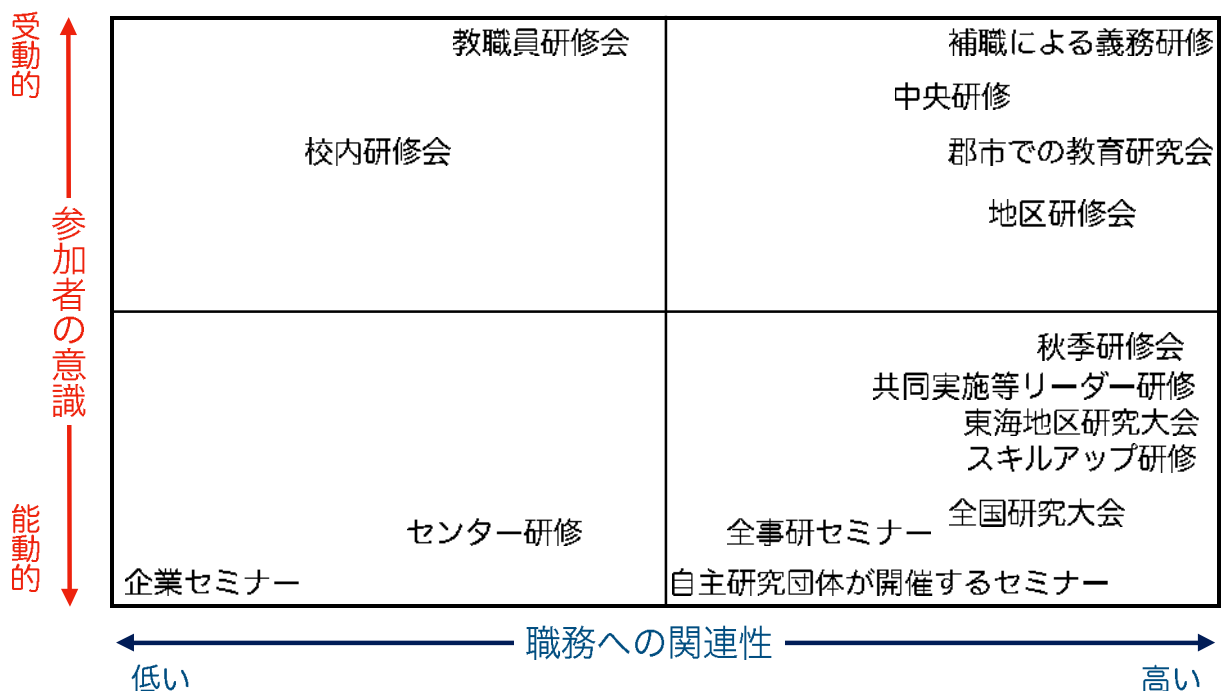 受動的
参加者の意識
能動的
教職員研修会
校内研修会
補職による義務研修
中央研修
郡市での教育研究会
地区研修会
センター研修
企業セミナー
秋季研修会
共同実施等リーダー研修
東海地区研究大会
スキルアップ研修
全国研究大会
全事研セミナー
自主研究団体が開催するセミナー
職務への関連性
低い
高い